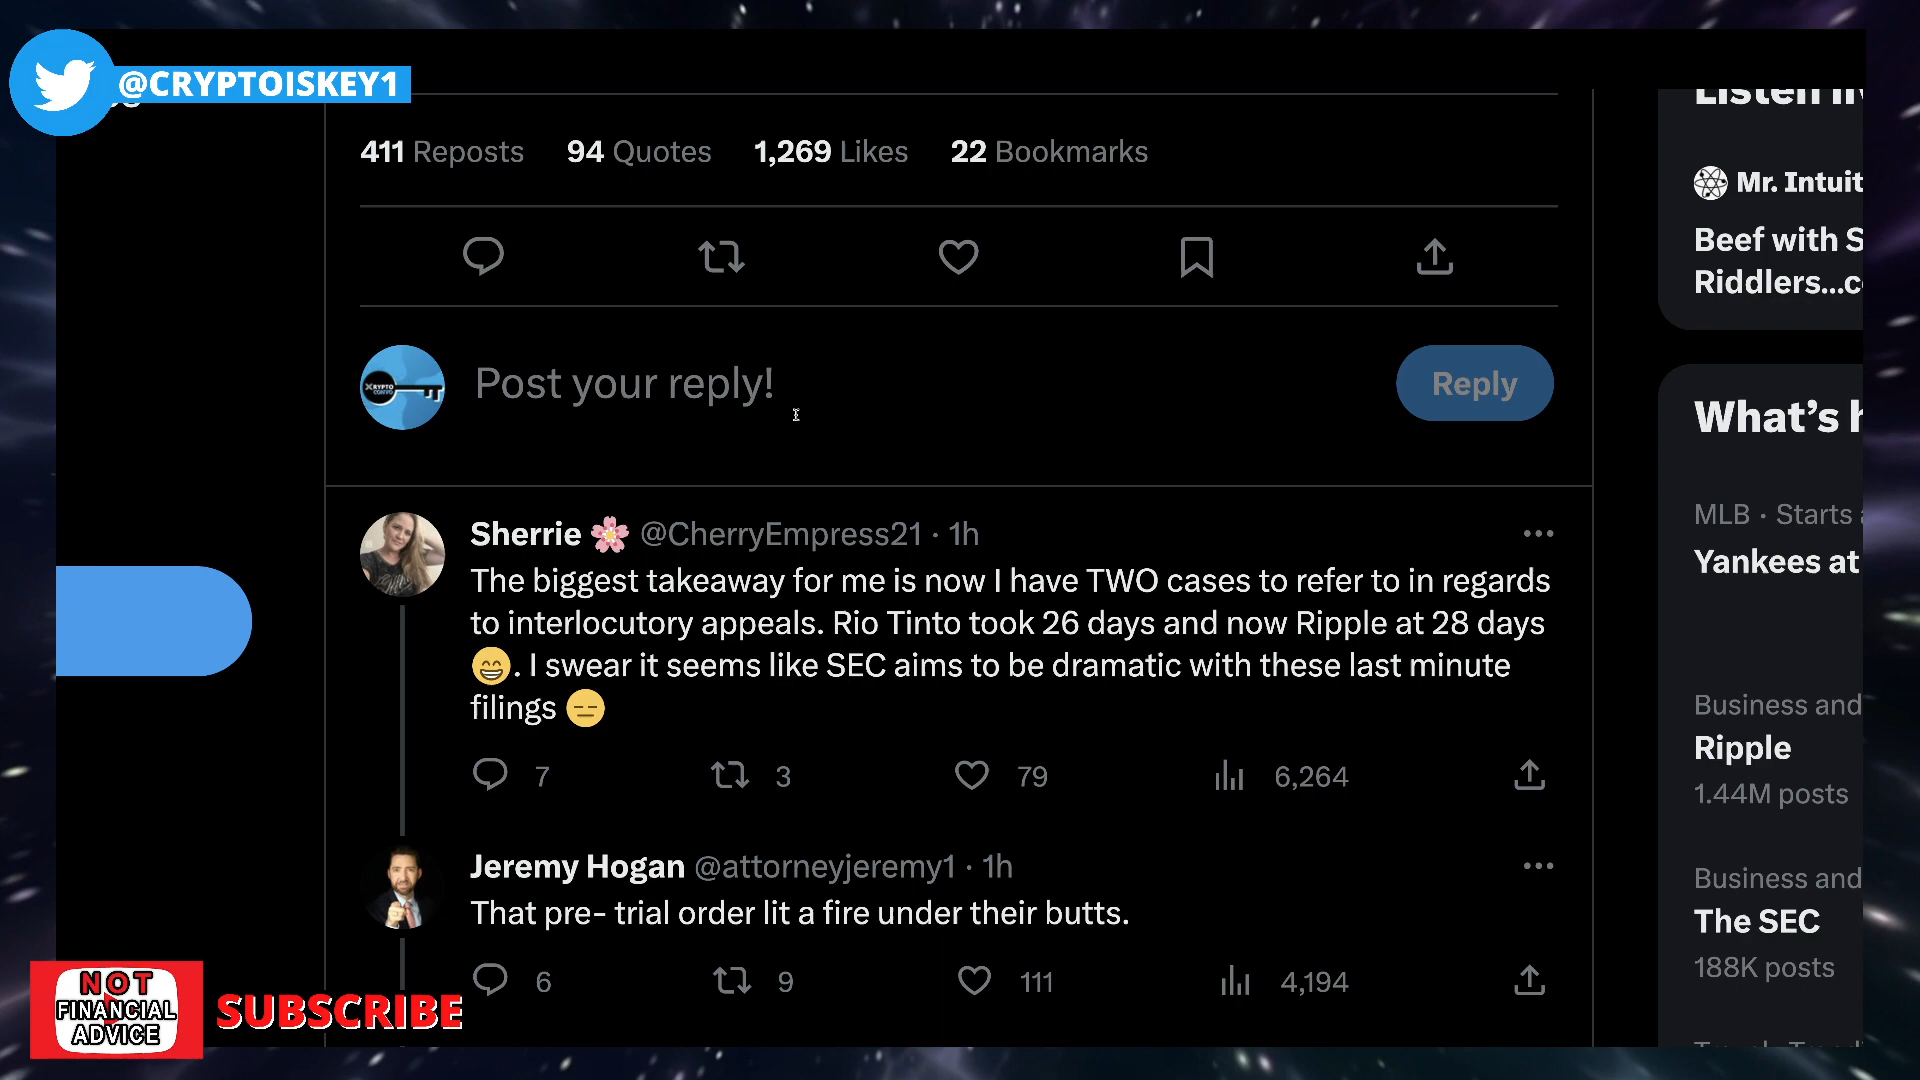 @CRYPTOISKEY1
411 Reposts 94 Quotes 1,269 Likes 22 Bookmarks
Mr. Intuit
Beef with S
Riddlers...c
XRYPTO
CONVO
Post your reply!
Reply
What's h
MLB · Starts
Yankees at
Sherrie 🌸 @CherryEmpress21 · 1h
The biggest takeaway for me is now I have TWO cases to refer to in regards
to interlocutory appeals. Rio Tinto took 26 days and now Ripple at 28 days
😁. I swear it seems like SEC aims to be dramatic with these last minute
filings 😑
7 3 79 6,264
Business and
Ripple
1.44M posts
Jeremy Hogan @attorneyjeremy1 · 1h
That pre- trial order lit a fire under their butts.
6 9 111 4,194
Business and
The SEC
188K posts
NOT
FINANCIAL
ADVICE
SUBSCRIBE